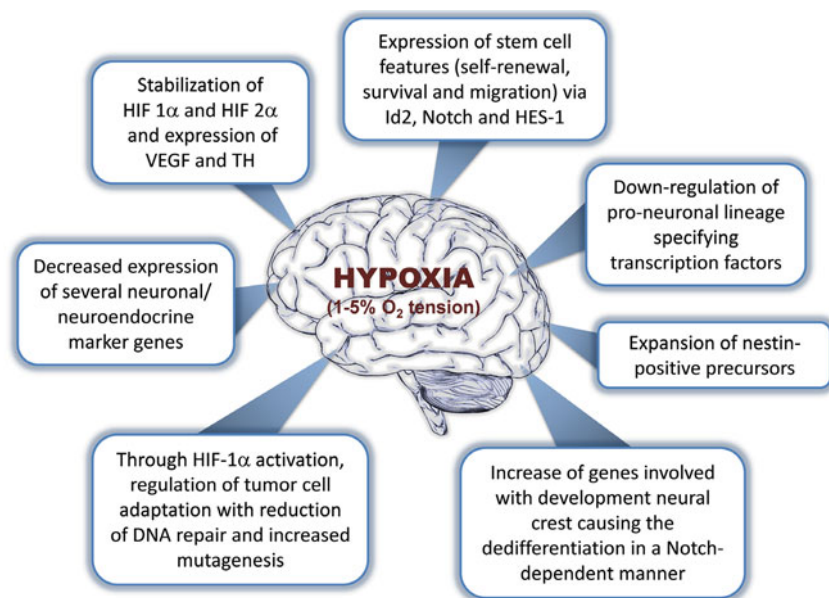 Stabilization of
HIF 1α and HIF 2α
and expression of
VEGF and TH
Expression of stem cell
features (self-renewal,
survival and migration) via
Id2, Notch and HES-1
Down-regulation of
pro-neuronal lineage
specifying
transcription factors
Decreased expression
of several neuronal/
neuroendocrine
marker genes
HYPOXIA
(1-5% O₂ tension)
Expansion of nestin-
positive precursors
Through HIF-1α activation,
regulation of tumor cell
adaptation with reduction
of DNA repair and increased
mutagenesis
Increase of genes involved
with development neural
crest causing the
dedifferentiation in a Notch-
dependent manner